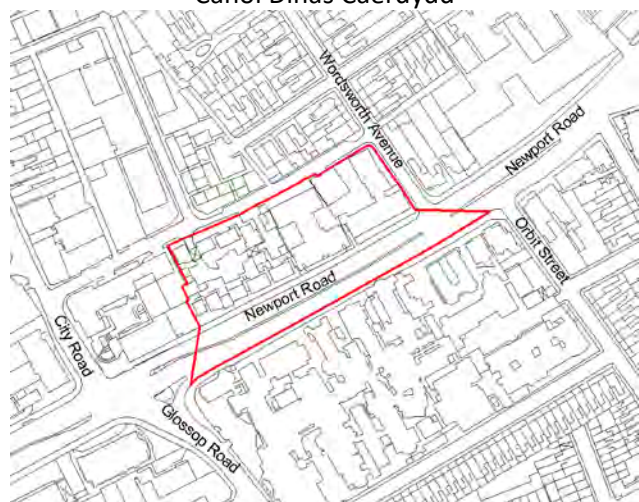 Canol Dinas Caerdydd
Wordsworth Avenue
Newport Road
Orbit Street
Newport Road
City Road
Glossop Road